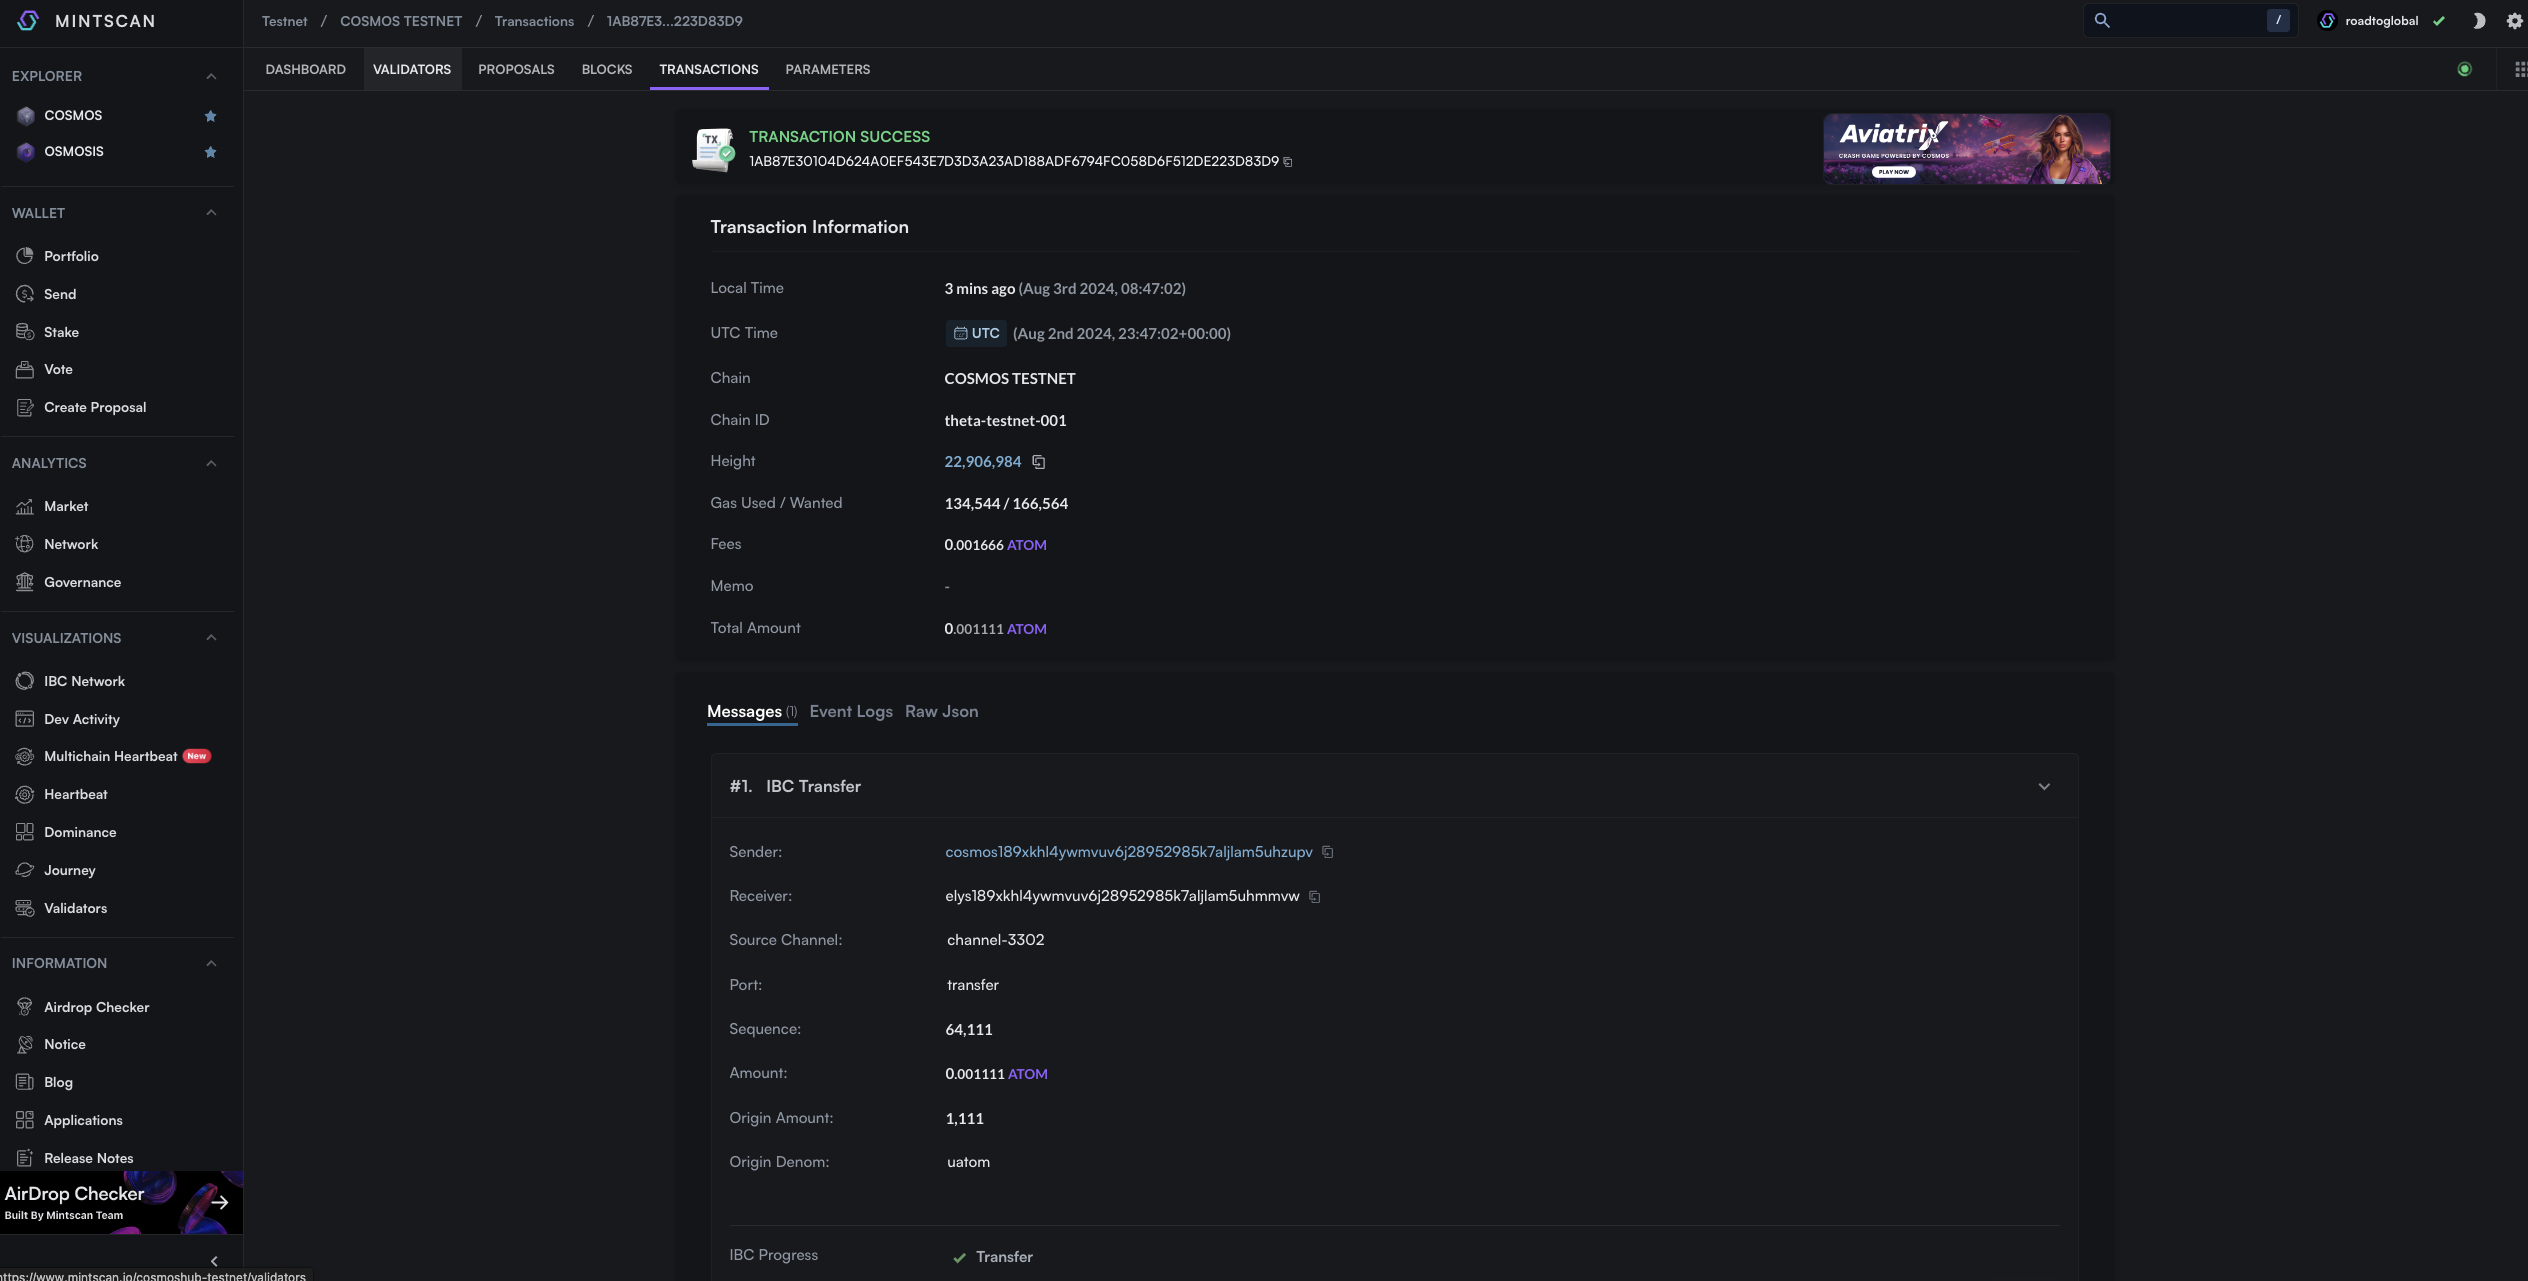 MINTSCAN
Testnet / COSMOS TESTNET / Transactions / 1AB87E3...223D83D9
/
roadtoglobal
DASHBOARD VALIDATORS PROPOSALS BLOCKS TRANSACTIONS PARAMETERS
EXPLORER
COSMOS
OSMOSIS
WALLET
Portfolio
Send
Stake
Vote
Create Proposal
ANALYTICS
Market
Network
Governance
VISUALIZATIONS
IBC Network
Dev Activity
Multichain Heartbeat New
Heartbeat
Dominance
Journey
Validators
INFORMATION
Airdrop Checker
Notice
Blog
Applications
Release Notes
AirDrop Checker
Built By Mintscan Team
https://www.mintscan.io/cosmoshub-testnet/validators
TX
TRANSACTION SUCCESS
1AB87E30104D624A0EF543E7D3D3A23AD188ADF6794FC058D6F512DE223D83D9
Aviatrix
CRASH GAME POWERED BY COSMOS
PLAY NOW
Transaction Information
Local Time 3 mins ago (Aug 3rd 2024, 08:47:02)
UTC Time UTC (Aug 2nd 2024, 23:47:02+00:00)
Chain COSMOS TESTNET
Chain ID theta-testnet-001
Height 22,906,984
Gas Used / Wanted 134,544 / 166,564
Fees 0.001666 ATOM
Memo -
Total Amount 0.001111 ATOM
Messages (1) Event Logs Raw Json
#1. IBC Transfer
Sender: cosmos189xkhl4ywmvuv6j28952985k7aljlam5uhzupv
Receiver: elys189xkhl4ywmvuv6j28952985k7aljlam5uhmmvw
Source Channel: channel-3302
Port: transfer
Sequence: 64,111
Amount: 0.001111 ATOM
Origin Amount: 1,111
Origin Denom: uatom
IBC Progress Transfer